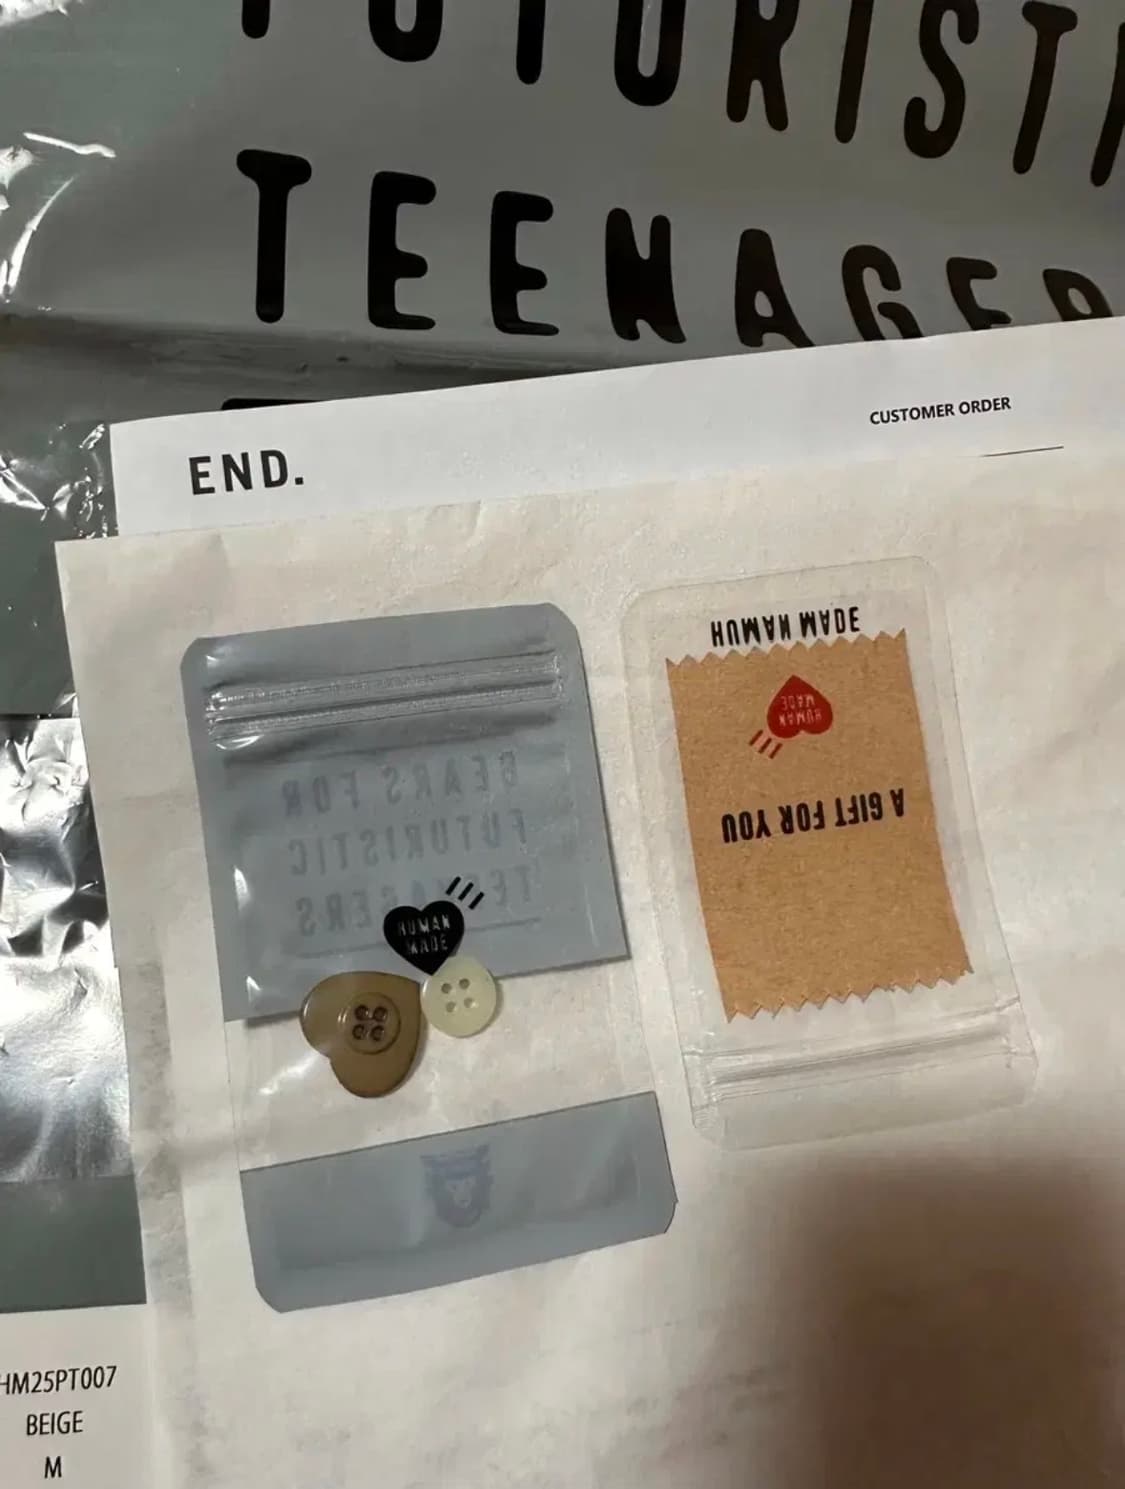 FUTURISTI
TEENAGER
CUSTOMER ORDER
END.
HUMAN MADE
HUMAN
MADE
A GIFT FOR YOU
GEARS FOR
FUTURISTIC
TEENAGERS
HUMAN
MADE
HM25PT007
BEIGE
M